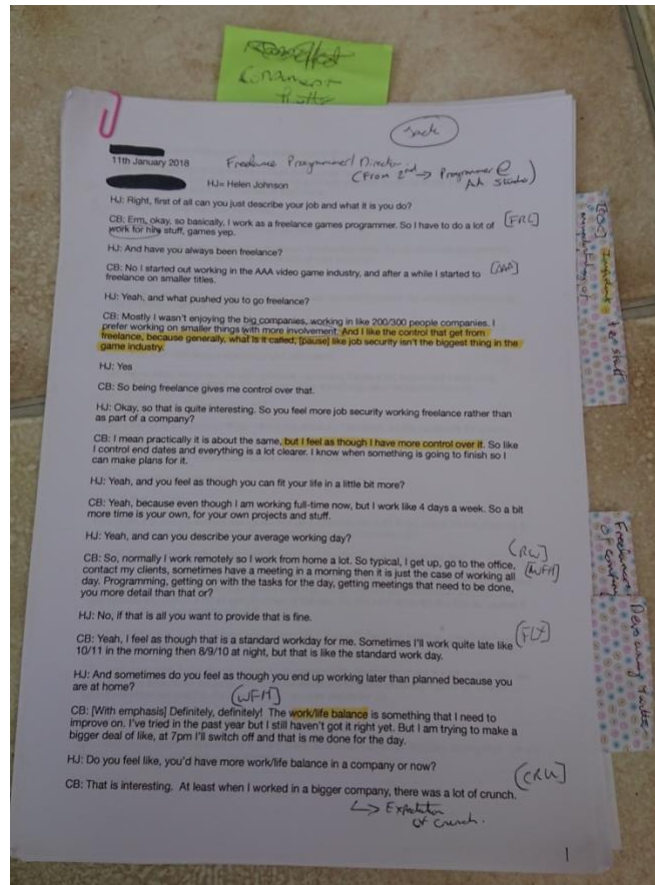 Document
Twitter
Jack
11th January 2018
Freelance Programmer/Director.
(From 2nd → Programmer @
Studio)
HJ= Helen Johnson
HJ: Right, first of all can you just describe your job and what it is you do?
CB: Erm, okay, so basically, I work as a freelance games programmer. So I have to do a lot of [FRL]
work for hire stuff, games yep.
HJ: And have you always been freelance?
CB: No I started out working in the AAA video game industry, and after a while I started to [AAA]
freelance on smaller titles.
HJ: Yeah, and what pushed you to go freelance?
CB: Mostly I wasn't enjoying the big companies, working in like 200/300 people companies. I
prefer working on smaller things with more involvement. And I like the control that get from
freelance, because generally, what is it called, [pause] like job security isn't the biggest thing in the
game industry.
HJ: Yes
CB: So being freelance gives me control over that.
HJ: Okay, so that is quite interesting. So you feel more job security working freelance rather than
as part of a company?
CB: I mean practically it is about the same, but I feel as though I have more control over it. So like
I control end dates and everything is a lot clearer. I know when something is going to finish so I
can make plans for it.
HJ: Yeah, and you feel as though you can fit your life in a little bit more?
CB: Yeah, because even though I am working full-time now, but I work like 4 days a week. So a bit
more time is your own, for your own projects and stuff.
HJ: Yeah, and can you describe your average working day?
(RW]
CB: So, normally I work remotely so I work from home a lot. So typical, I get up, go to the office, [WFH]
contact my clients, sometimes have a meeting in a morning then it is just the case of working all
day. Programming, getting on with the tasks for the day, getting meetings that need to be done,
you more detail than that or?
HJ: No, if that is all you want to provide that is fine.
CB: Yeah, I feel as though that is a standard workday for me. Sometimes I'll work quite late like [FLX]
10/11 in the morning then 8/9/10 at night, but that is like the standard work day.
HJ: And sometimes do you feel as though you end up working later than planned because you
are at home?
(WFH]
CB: [With emphasis] Definitely, definitely! The work/life balance is something that I need to
improve on. I've tried in the past year but I still haven't got it right yet. But I am trying to make a
bigger deal of like, at 7pm I'll switch off and that is me done for the day.
HJ: Do you feel like, you'd have more work/life balance in a company or now?
(CRU]
CB: That is interesting. At least when I worked in a bigger company, there was a lot of crunch.
↳ Expectation
of crunch.
1
Freelancers